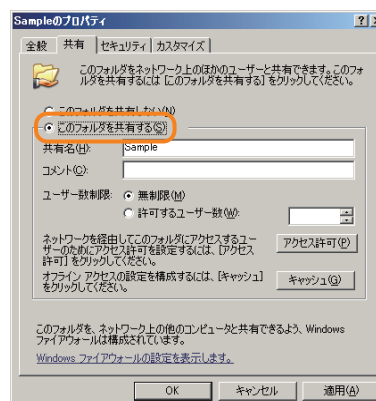 Sampleのプロパティ
全般 共有 セキュリティ カスタマイズ
このフォルダをネットワーク上のほかのユーザーと共有できます。このフォ
ルダを共有するには [このフォルダを共有する] をクリックしてください。
このフォルダを共有しない(N)
このフォルダを共有する(S)
共有名(H): Sample
コメント(C):
ユーザー数制限: 無制限(M)
許可するユーザー数(W):
ネットワークを経由してこのフォルダにアクセスするユー
ザーのためにアクセス許可を設定するには、[アクセス
許可] をクリックしてください。
アクセス許可(P)
オフライン アクセスの設定を構成するには、[キャッシュ]
をクリックしてください。
キャッシュ(G)
このフォルダを、ネットワーク上の他のコンピュータと共有できるよう、Windows
ファイアウォールは構成されています。
Windows ファイアウォールの設定を表示します。
OK キャンセル 適用(A)